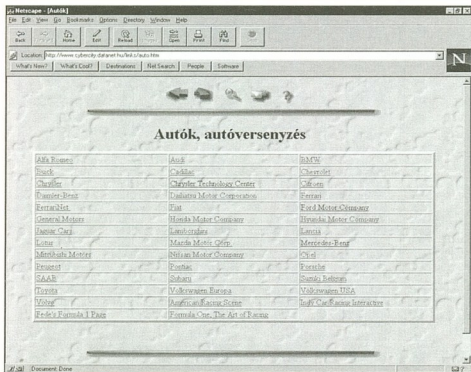 Netscape - [Autók]
File Edit View Go Bookmarks Options Directory Window Help
Back Home Edit Reload Open Print Find
Location: http://www.cybercity.datanet.hu/links/auto.htm
What's New? What's Cool? Destinations Net Search People Software
N
Autók, autóversenyzés
Alfa Romeo Audi BMW
Buick Cadillac Chevrolet
Chrysler Chrysler Technology Center Citroen
Daimler-Benz Daihatsu Motor Corporation Ferrari
FerrariNet Fiat Ford Motor Company
General Motors Honda Motor Company Hyundai Motor Company
Jaguar Cars Lamborghini Lancia
Lotus Mazda Motor Corp. Mercedes-Benz
Mitsubishi Motors Nissan Motor Company Opel
Peugeot Pontiac Porsche
SAAB Subaru Suzuki Belgium
Toyota Volkswagen Europa Volkswagen USA
Volvo American Racing Scene Indy Car Racing Interactive
Fede's Formula 1 Page Formula One, The Art of Racing
Document: Done